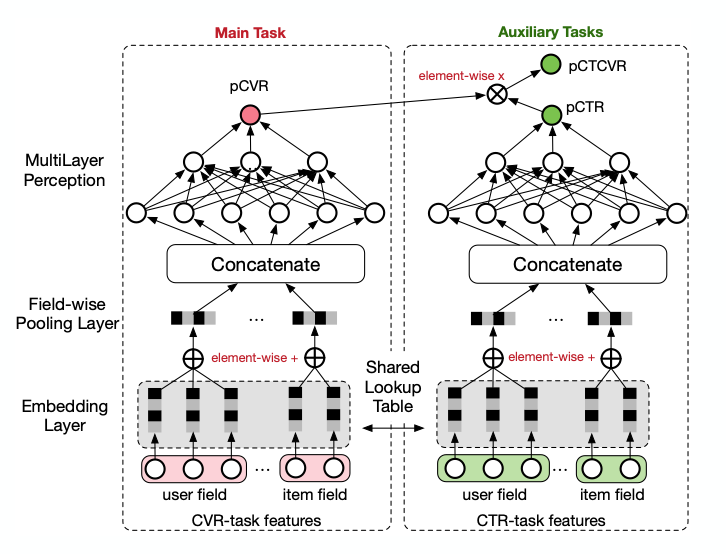 Main Task
Auxiliary Tasks
element-wise x
pCTCVR
pCVR
pCTR
MultiLayer
Perception
Concatenate
Concatenate
Field-wise
Pooling Layer
...
...
element-wise +
element-wise +
Shared
Lookup
Table
Embedding
Layer
...
...
user field
item field
user field
item field
CVR-task features
CTR-task features